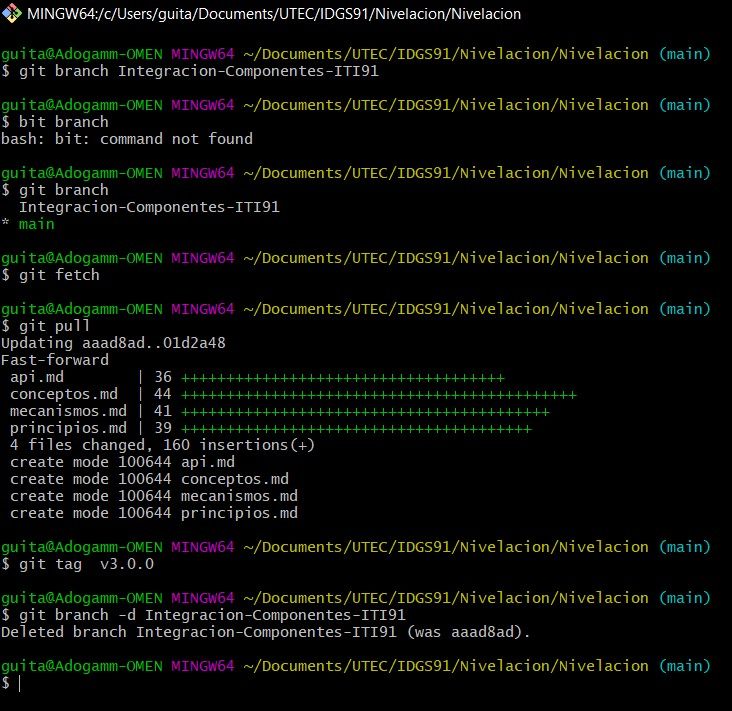 MINGW64:/c/Users/guita/Documents/UTEC/IDGS91/Nivelacion/Nivelacion
guita@Adogamm-OMEN MINGW64 ~/Documents/UTEC/IDGS91/Nivelacion/Nivelacion (main)
$ git branch Integracion-Componentes-ITI91
guita@Adogamm-OMEN MINGW64 ~/Documents/UTEC/IDGS91/Nivelacion/Nivelacion (main)
$ bit branch
bash: bit: command not found
guita@Adogamm-OMEN MINGW64 ~/Documents/UTEC/IDGS91/Nivelacion/Nivelacion (main)
$ git branch
  Integracion-Componentes-ITI91
* main
guita@Adogamm-OMEN MINGW64 ~/Documents/UTEC/IDGS91/Nivelacion/Nivelacion (main)
$ git fetch
guita@Adogamm-OMEN MINGW64 ~/Documents/UTEC/IDGS91/Nivelacion/Nivelacion (main)
$ git pull
Updating aaad8ad..01d2a48
Fast-forward
 api.md        | 36 ++++++++++++++++++++++++++++++++++++
 conceptos.md  | 44 ++++++++++++++++++++++++++++++++++++++++++++
 mecanismos.md | 41 +++++++++++++++++++++++++++++++++++++++++
 principios.md | 39 +++++++++++++++++++++++++++++++++++++++
 4 files changed, 160 insertions(+)
 create mode 100644 api.md
 create mode 100644 conceptos.md
 create mode 100644 mecanismos.md
 create mode 100644 principios.md
guita@Adogamm-OMEN MINGW64 ~/Documents/UTEC/IDGS91/Nivelacion/Nivelacion (main)
$ git tag  v3.0.0
guita@Adogamm-OMEN MINGW64 ~/Documents/UTEC/IDGS91/Nivelacion/Nivelacion (main)
$ git branch -d Integracion-Componentes-ITI91
Deleted branch Integracion-Componentes-ITI91 (was aaad8ad).
guita@Adogamm-OMEN MINGW64 ~/Documents/UTEC/IDGS91/Nivelacion/Nivelacion (main)
$